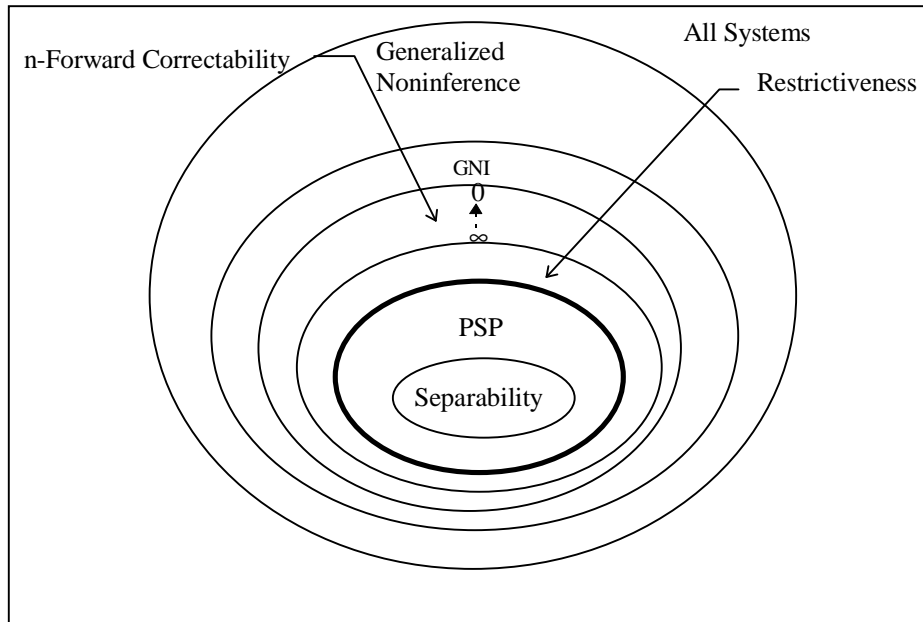 All Systems
n-Forward Correctability
Generalized
Noninference
Restrictiveness
GNI
0
∞
PSP
Separability